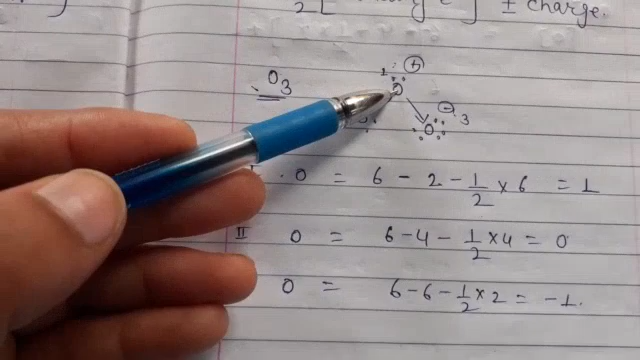 ± charge.
O3
1 +
O
- 3
O
I . O = 6 - 2 - 1/2 × 6 = 1
II O = 6 - 4 - 1/2 × 4 = 0
O = 6 - 6 - 1/2 × 2 = -1.